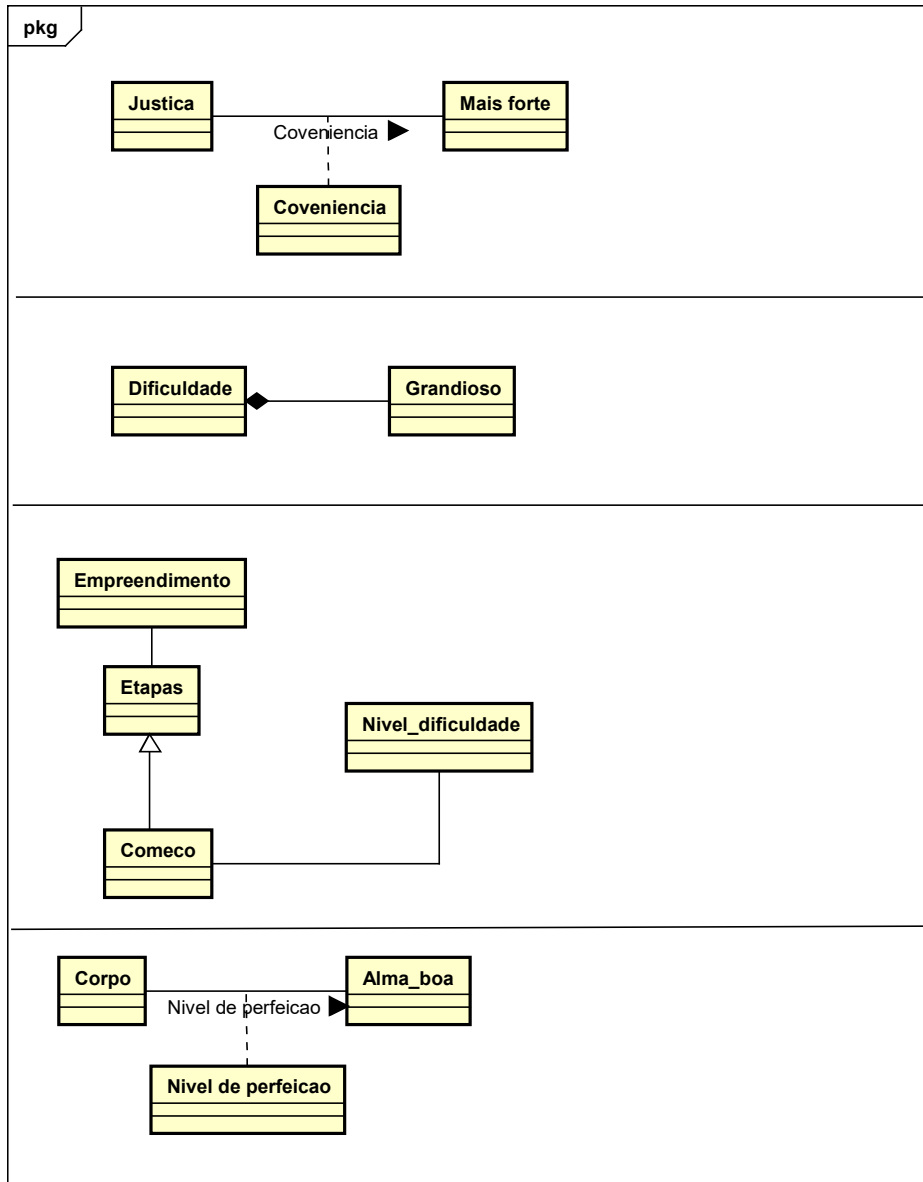 pkg
Justica
Mais forte
Coveniencia
Coveniencia
Dificuldade
Grandioso
Empreendimento
Etapas
Nivel_dificuldade
Comeco
Corpo
Alma_boa
Nivel de perfeicao
Nivel de perfeicao